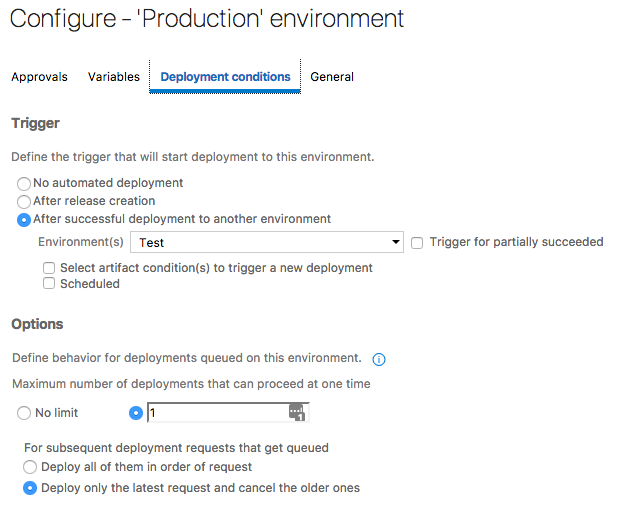 Configure - 'Production' environment
Approvals Variables Deployment conditions General
Trigger
Define the trigger that will start deployment to this environment.
No automated deployment
After release creation
After successful deployment to another environment
Environment(s) Test Trigger for partially succeeded
Select artifact condition(s) to trigger a new deployment
Scheduled
Options
Define behavior for deployments queued on this environment. i
Maximum number of deployments that can proceed at one time
No limit 1 1
For subsequent deployment requests that get queued
Deploy all of them in order of request
Deploy only the latest request and cancel the older ones